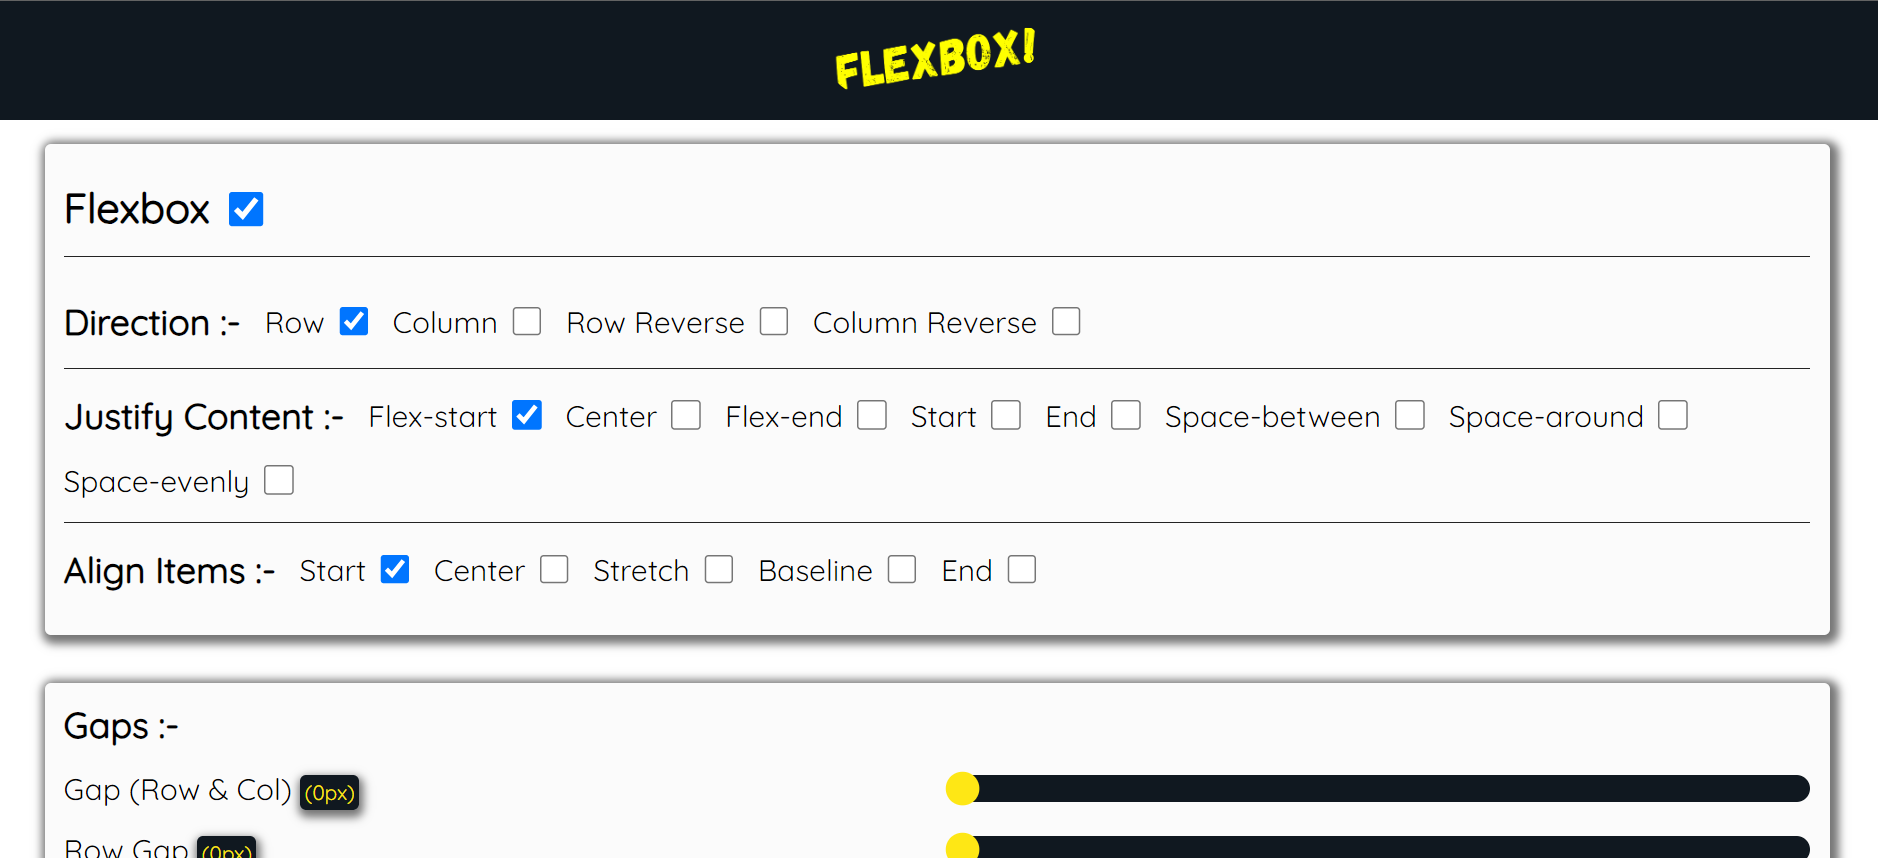 FLEXBOX!
Flexbox
Direction :- Row Column Row Reverse Column Reverse
Justify Content :- Flex-start Center Flex-end Start End Space-between Space-around
Space-evenly
Align Items :- Start Center Stretch Baseline End
Gaps :-
Gap (Row & Col) (0px)
Row Gap (0px)